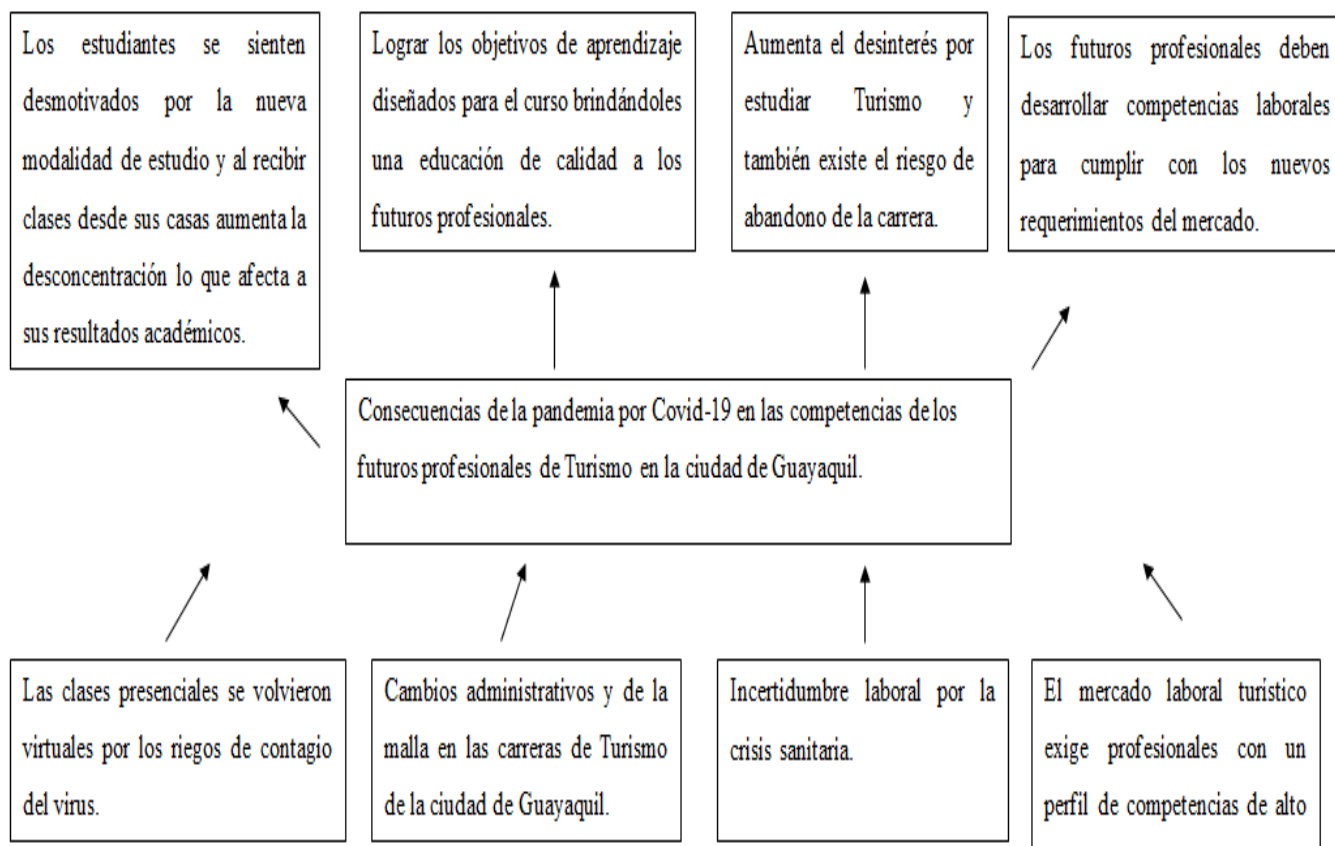 Los estudiantes se sienten
desmotivados por la nueva
modalidad de estudio y al recibir
clases desde sus casas aumenta la
desconcentración lo que afecta a
sus resultados académicos.
Lograr los objetivos de aprendizaje
diseñados para el curso brindándoles
una educación de calidad a los
futuros profesionales.
Aumenta el desinterés por
estudiar Turismo y
también existe el riesgo de
abandono de la carrera.
Los futuros profesionales deben
desarrollar competencias laborales
para cumplir con los nuevos
requerimientos del mercado.
Consecuencias de la pandemia por Covid-19 en las competencias de los
futuros profesionales de Turismo en la ciudad de Guayaquil.
Las clases presenciales se volvieron
virtuales por los riegos de contagio
del virus.
Cambios administrativos y de la
malla en las carreras de Turismo
de la ciudad de Guayaquil.
Incertidumbre laboral por la
crisis sanitaria.
El mercado laboral turístico
exige profesionales con un
perfil de competencias de alto